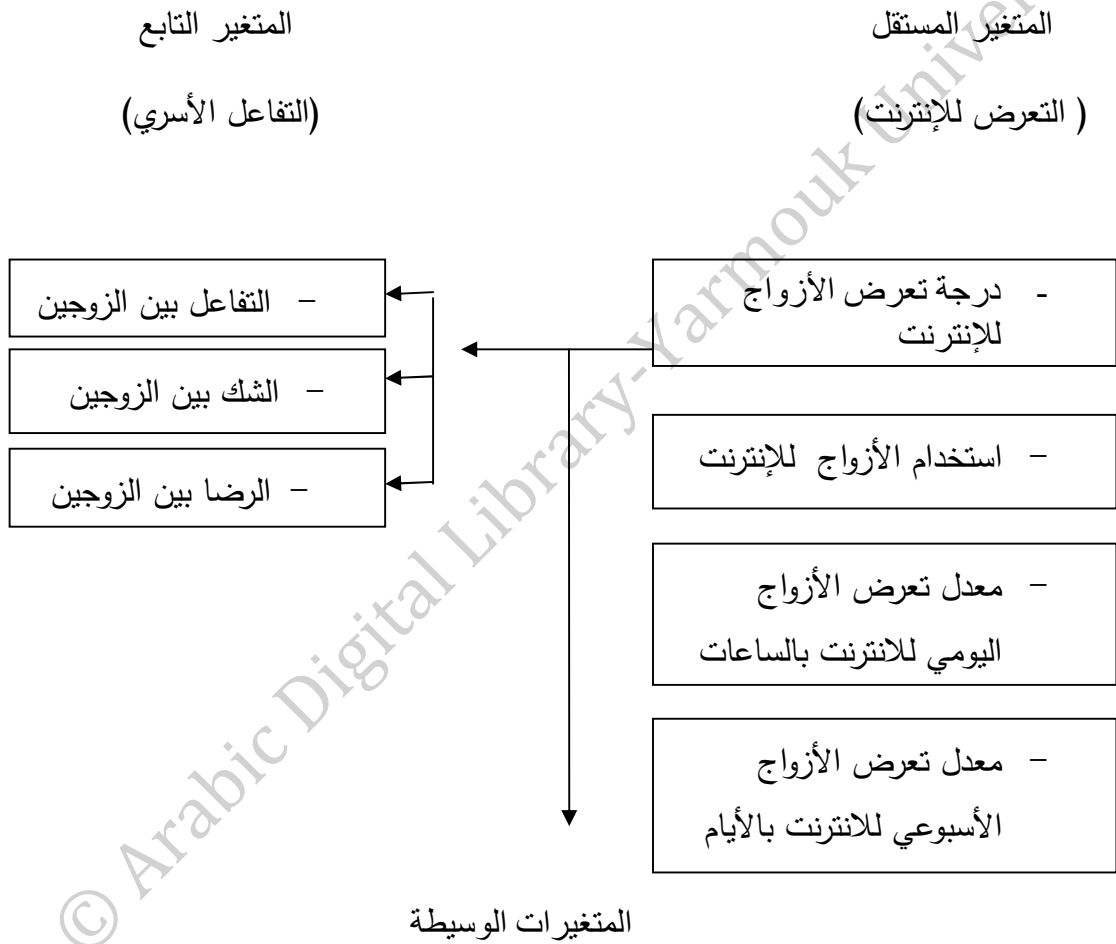 المتغير المستقل
المتغير التابع
( التعرض للإنترنت)
(التفاعل الأسري)
- درجة تعرض الأزواج
للإنترنت
– استخدام الأزواج للإنترنت
– معدل تعرض الأزواج
اليومي للانترنت بالساعات
– معدل تعرض الأزواج
الأسبوعي للانترنت بالأيام
– التفاعل بين الزوجين
– الشك بين الزوجين
– الرضا بين الزوجين
المتغيرات الوسيطة
© Arabic Digital Library-Yarmouk Univer